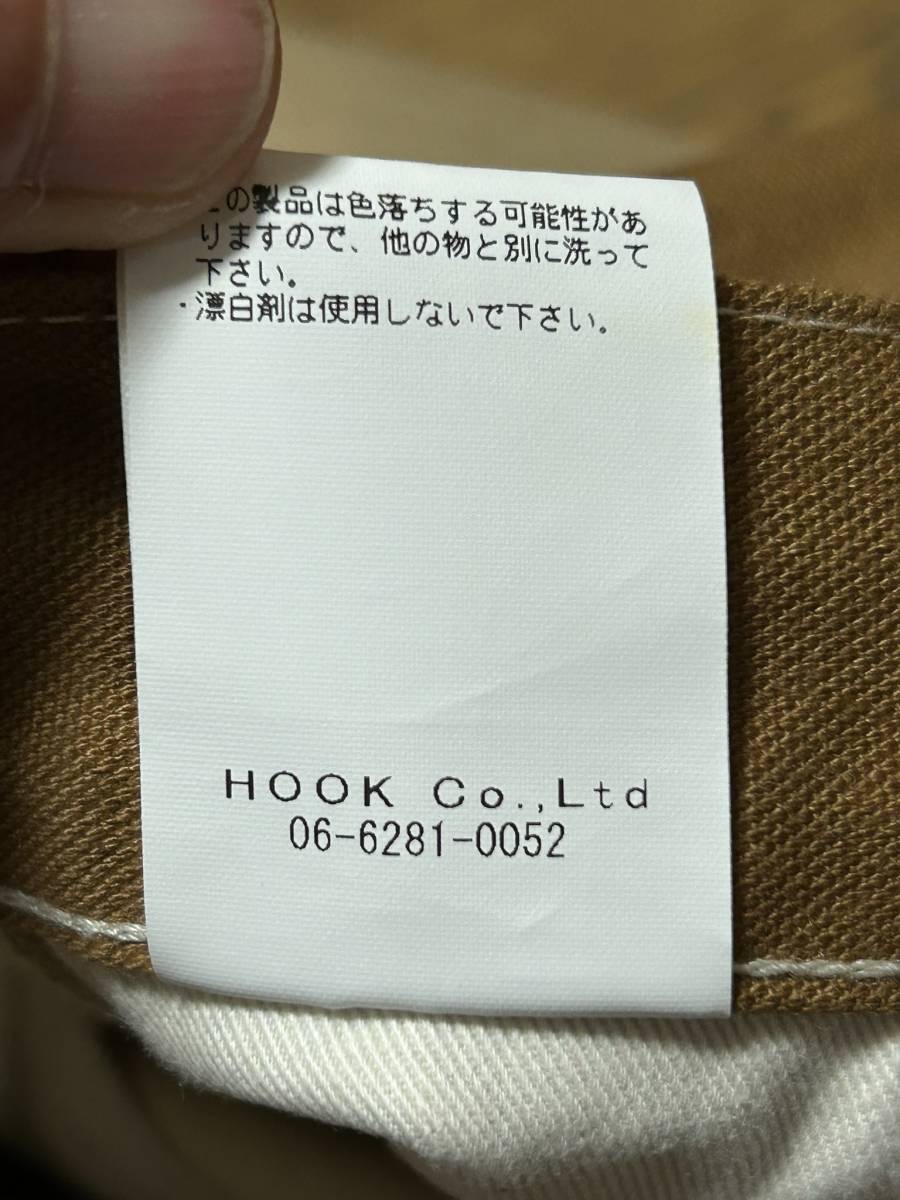 この製品は色落ちする可能性があ
りますので、他の物と別に洗って
下さい。
・漂白剤は使用しないで下さい。
HOOK Co.,Ltd
06-6281-0052